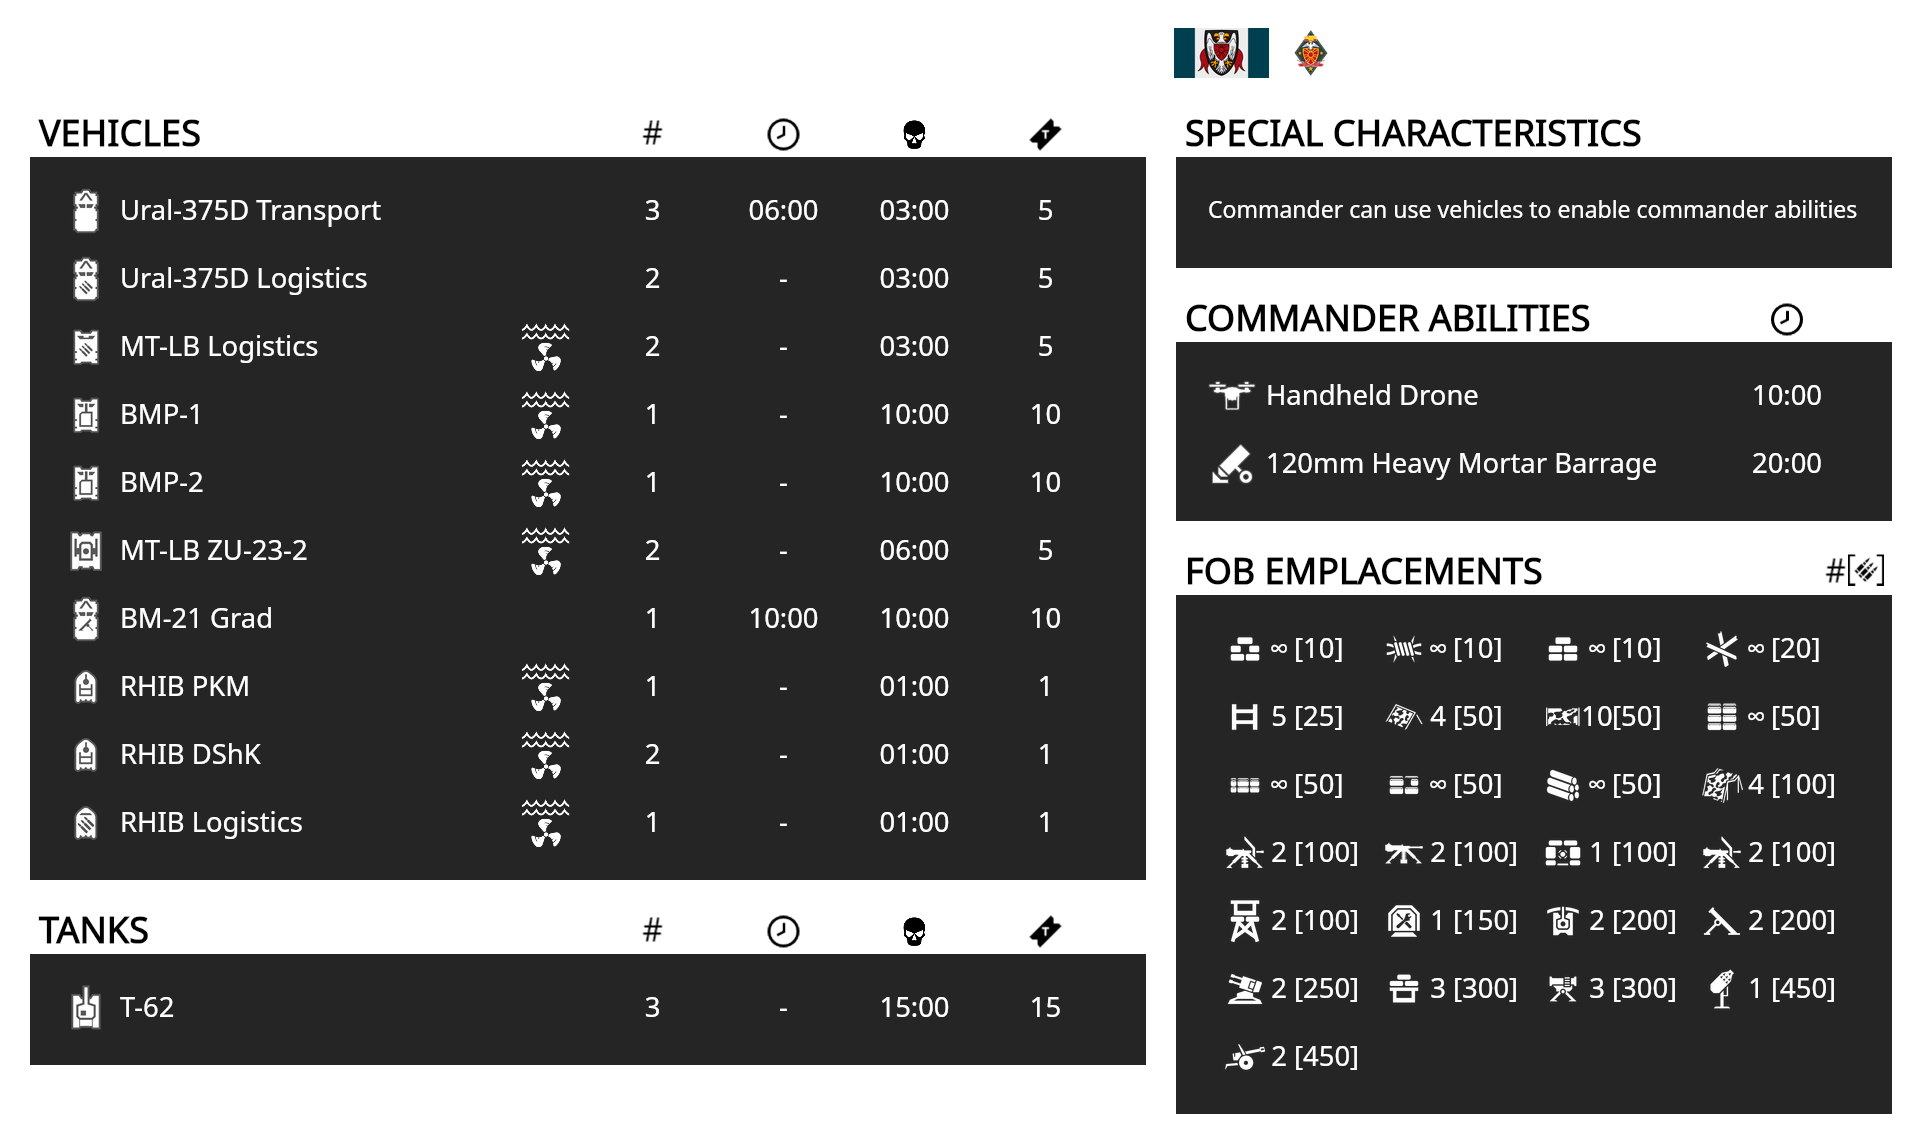 VEHICLES #
Ural-375D Transport 3 06:00 03:00 5
Ural-375D Logistics 2 - 03:00 5
MT-LB Logistics 2 - 03:00 5
BMP-1 1 - 10:00 10
BMP-2 1 - 10:00 10
MT-LB ZU-23-2 2 - 06:00 5
BM-21 Grad 1 10:00 10:00 10
RHIB PKM 1 - 01:00 1
RHIB DShK 2 - 01:00 1
RHIB Logistics 1 - 01:00 1
TANKS #
T-62 3 - 15:00 15
SPECIAL CHARACTERISTICS
Commander can use vehicles to enable commander abilities
COMMANDER ABILITIES
Handheld Drone 10:00
120mm Heavy Mortar Barrage 20:00
FOB EMPLACEMENTS #[]
∞ [10] ∞ [10] ∞ [10] ∞ [20]
5 [25] 4 [50] 10[50] ∞ [50]
∞ [50] ∞ [50] ∞ [50] 4 [100]
2 [100] 2 [100] 1 [100] 2 [100]
2 [100] 1 [150] 2 [200] 2 [200]
2 [250] 3 [300] 3 [300] 1 [450]
2 [450]